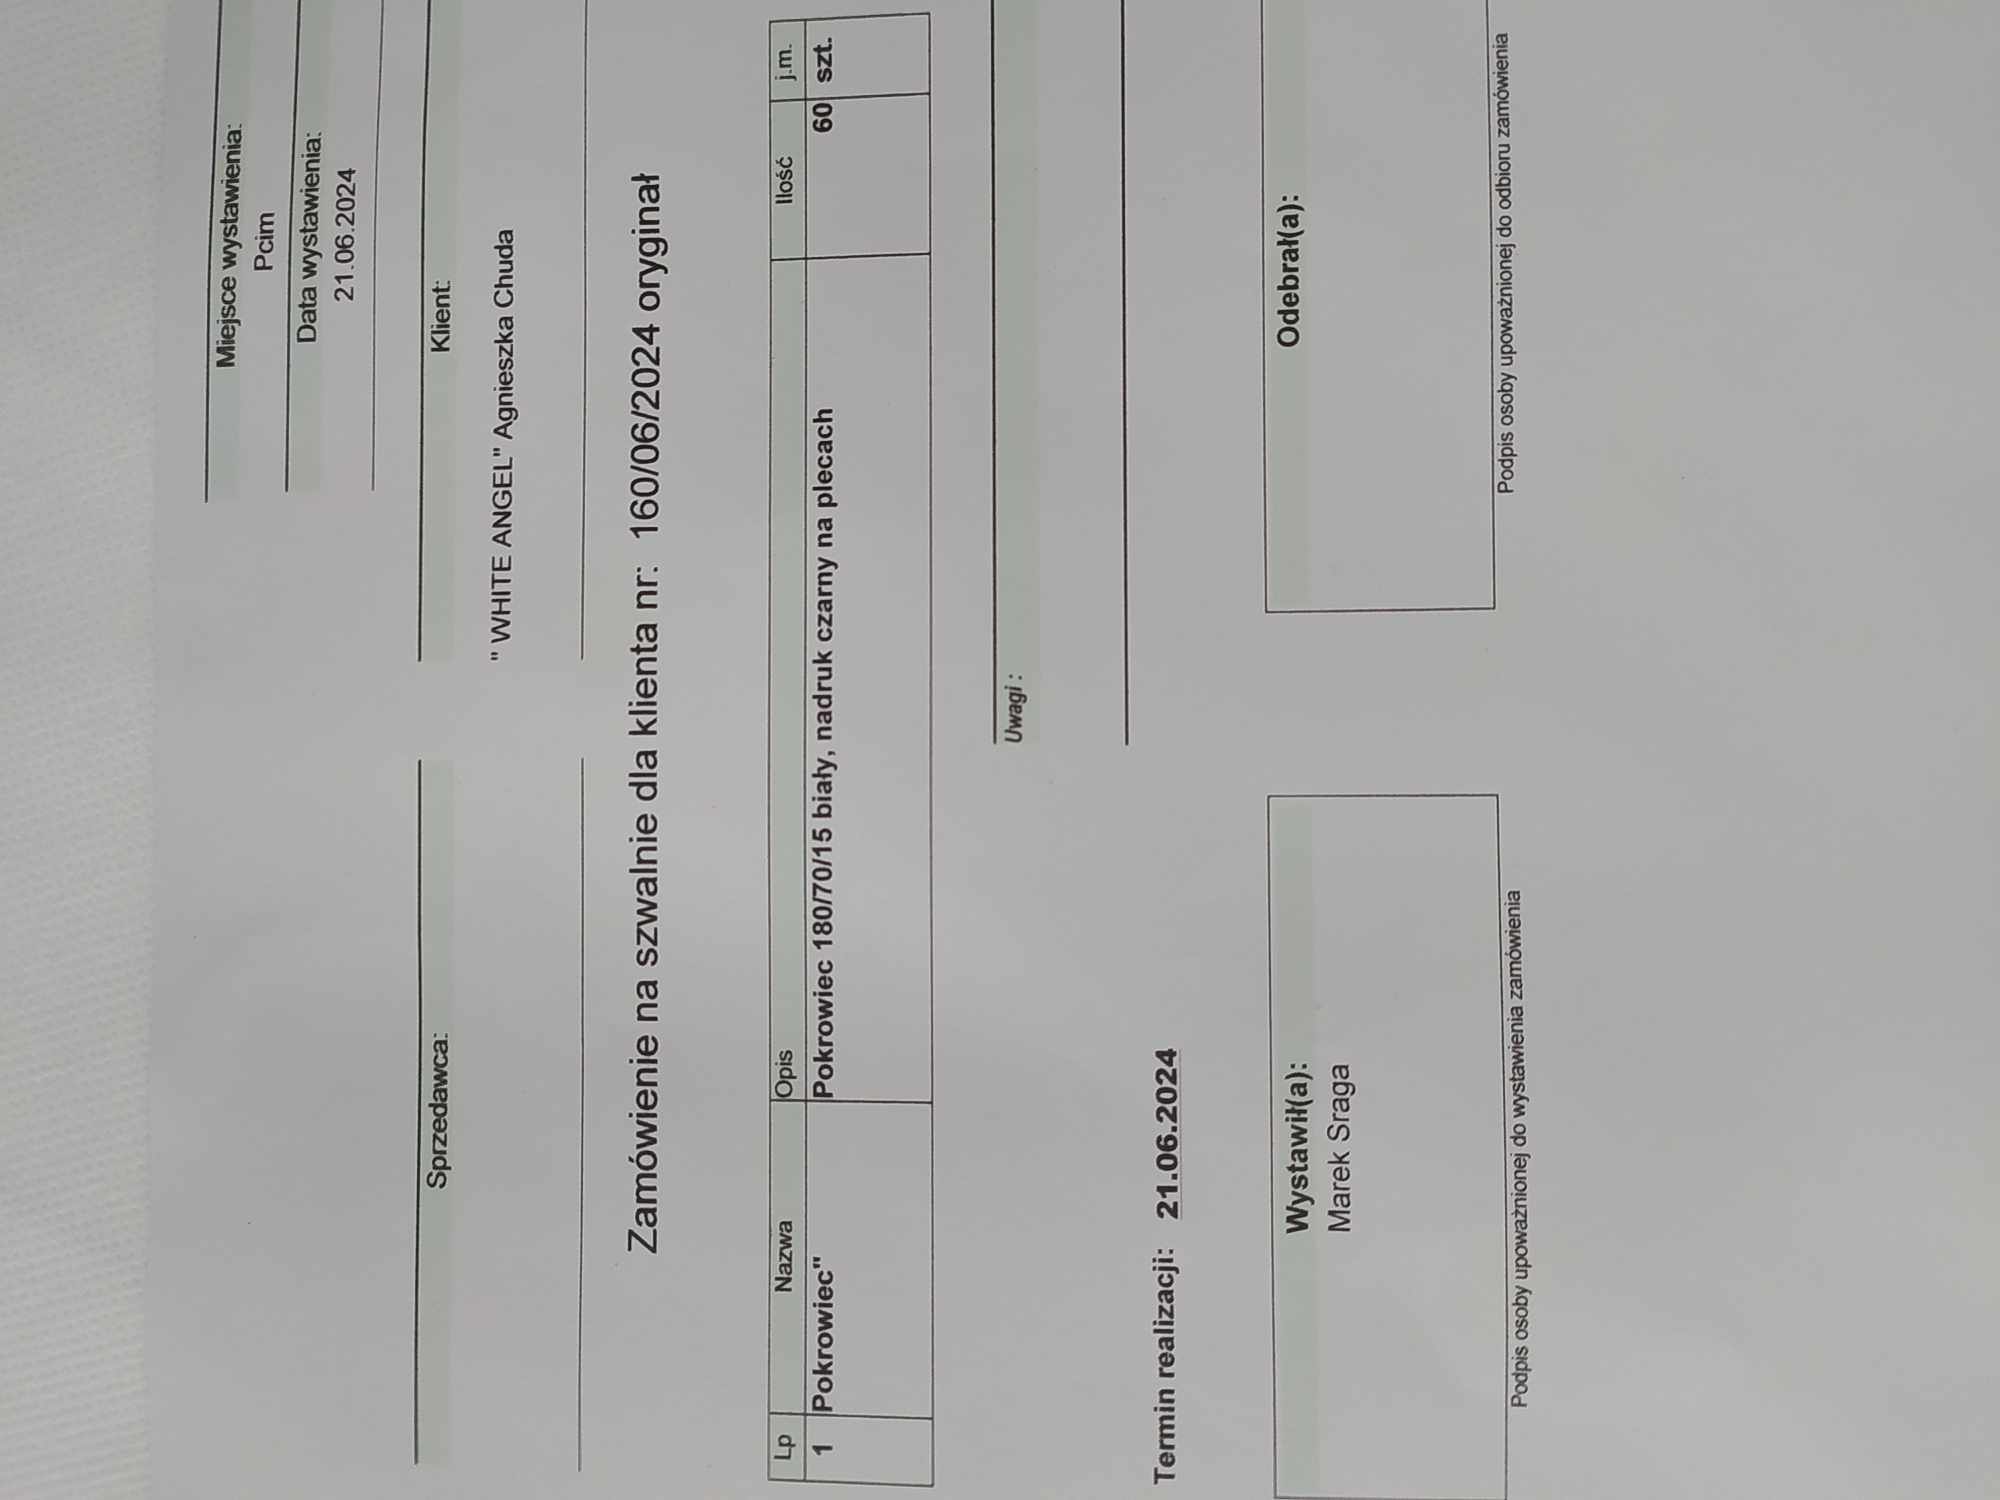 Miejsce wystawienia:
Pcim
Data wystawienia:
21.06.2024
Sprzedawca:
Klient:
" WHITE ANGEL" Agnieszka Chuda
Zamówienie na szwalnie dla klienta nr: 160/06/2024 oryginał
Lp Nazwa Opis Ilość j.m.
1 Pokrowiec" Pokrowiec 180/70/15 biały, nadruk czarny na plecach 60 szt.
Uwagi :
Termin realizacji: 21.06.2024
Wystawił(a):
Marek Sraga
Podpis osoby upoważnionej do wystawienia zamówienia
Odebrał(a):
Podpis osoby upoważnionej do odbioru zamówienia